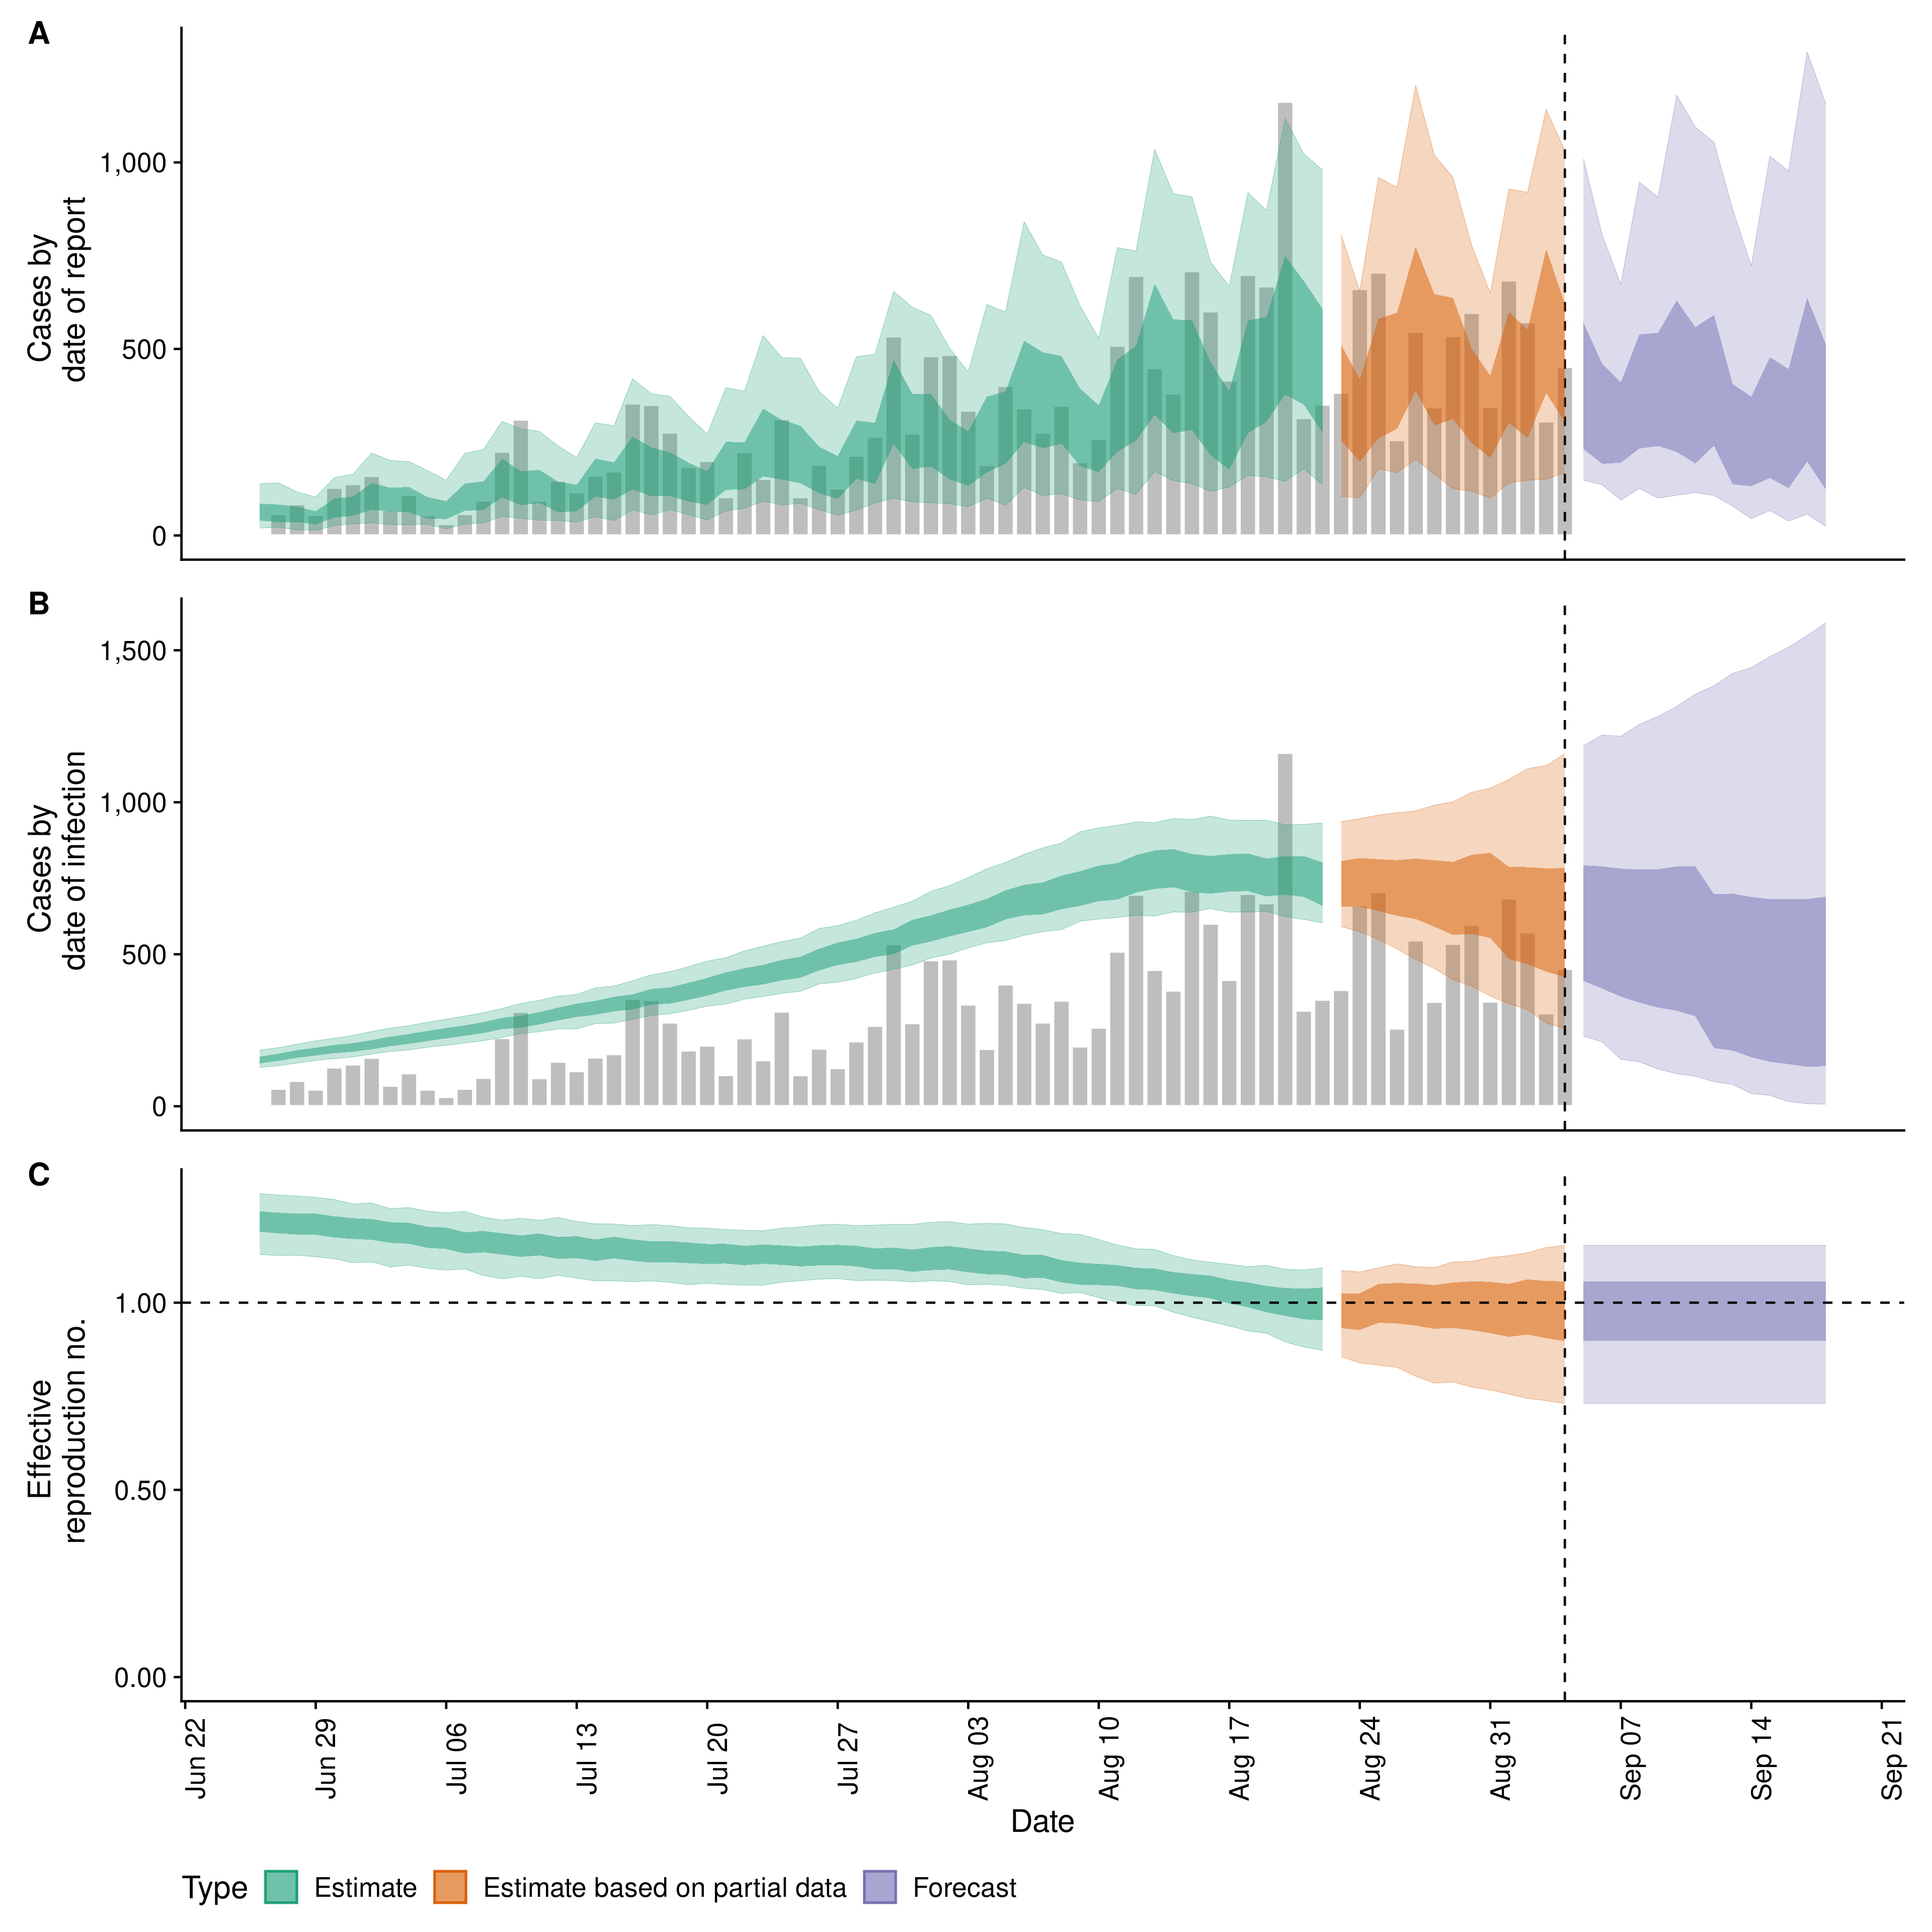 A
Cases by
date of report
1,000
500
0
B
Cases by
date of infection
1,500
1,000
500
0
C
Effective
reproduction no.
1.00
0.50
0.00
Jun 22
Jun 29
Jul 06
Jul 13
Jul 20
Jul 27
Aug 03
Aug 10
Aug 17
Aug 24
Aug 31
Sep 07
Sep 14
Sep 21
Date
Type Estimate Estimate based on partial data Forecast